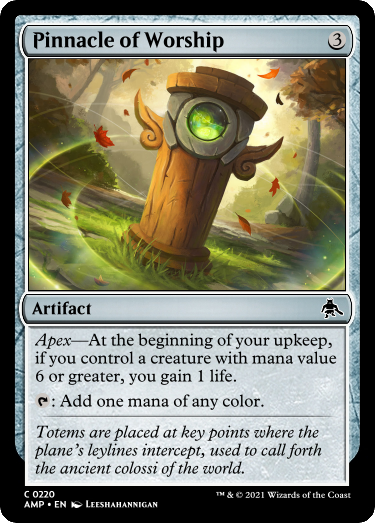 Pinnacle of Worship 3
Artifact
Apex—At the beginning of your upkeep,
if you control a creature with mana value
6 or greater, you gain 1 life.
: Add one mana of any color.
Totems are placed at key points where the
plane's leylines intercept, used to call forth
the ancient colossi of the world.
C 0220
AMP • EN Leeshahannigan
™ & © 2021 Wizards of the Coast